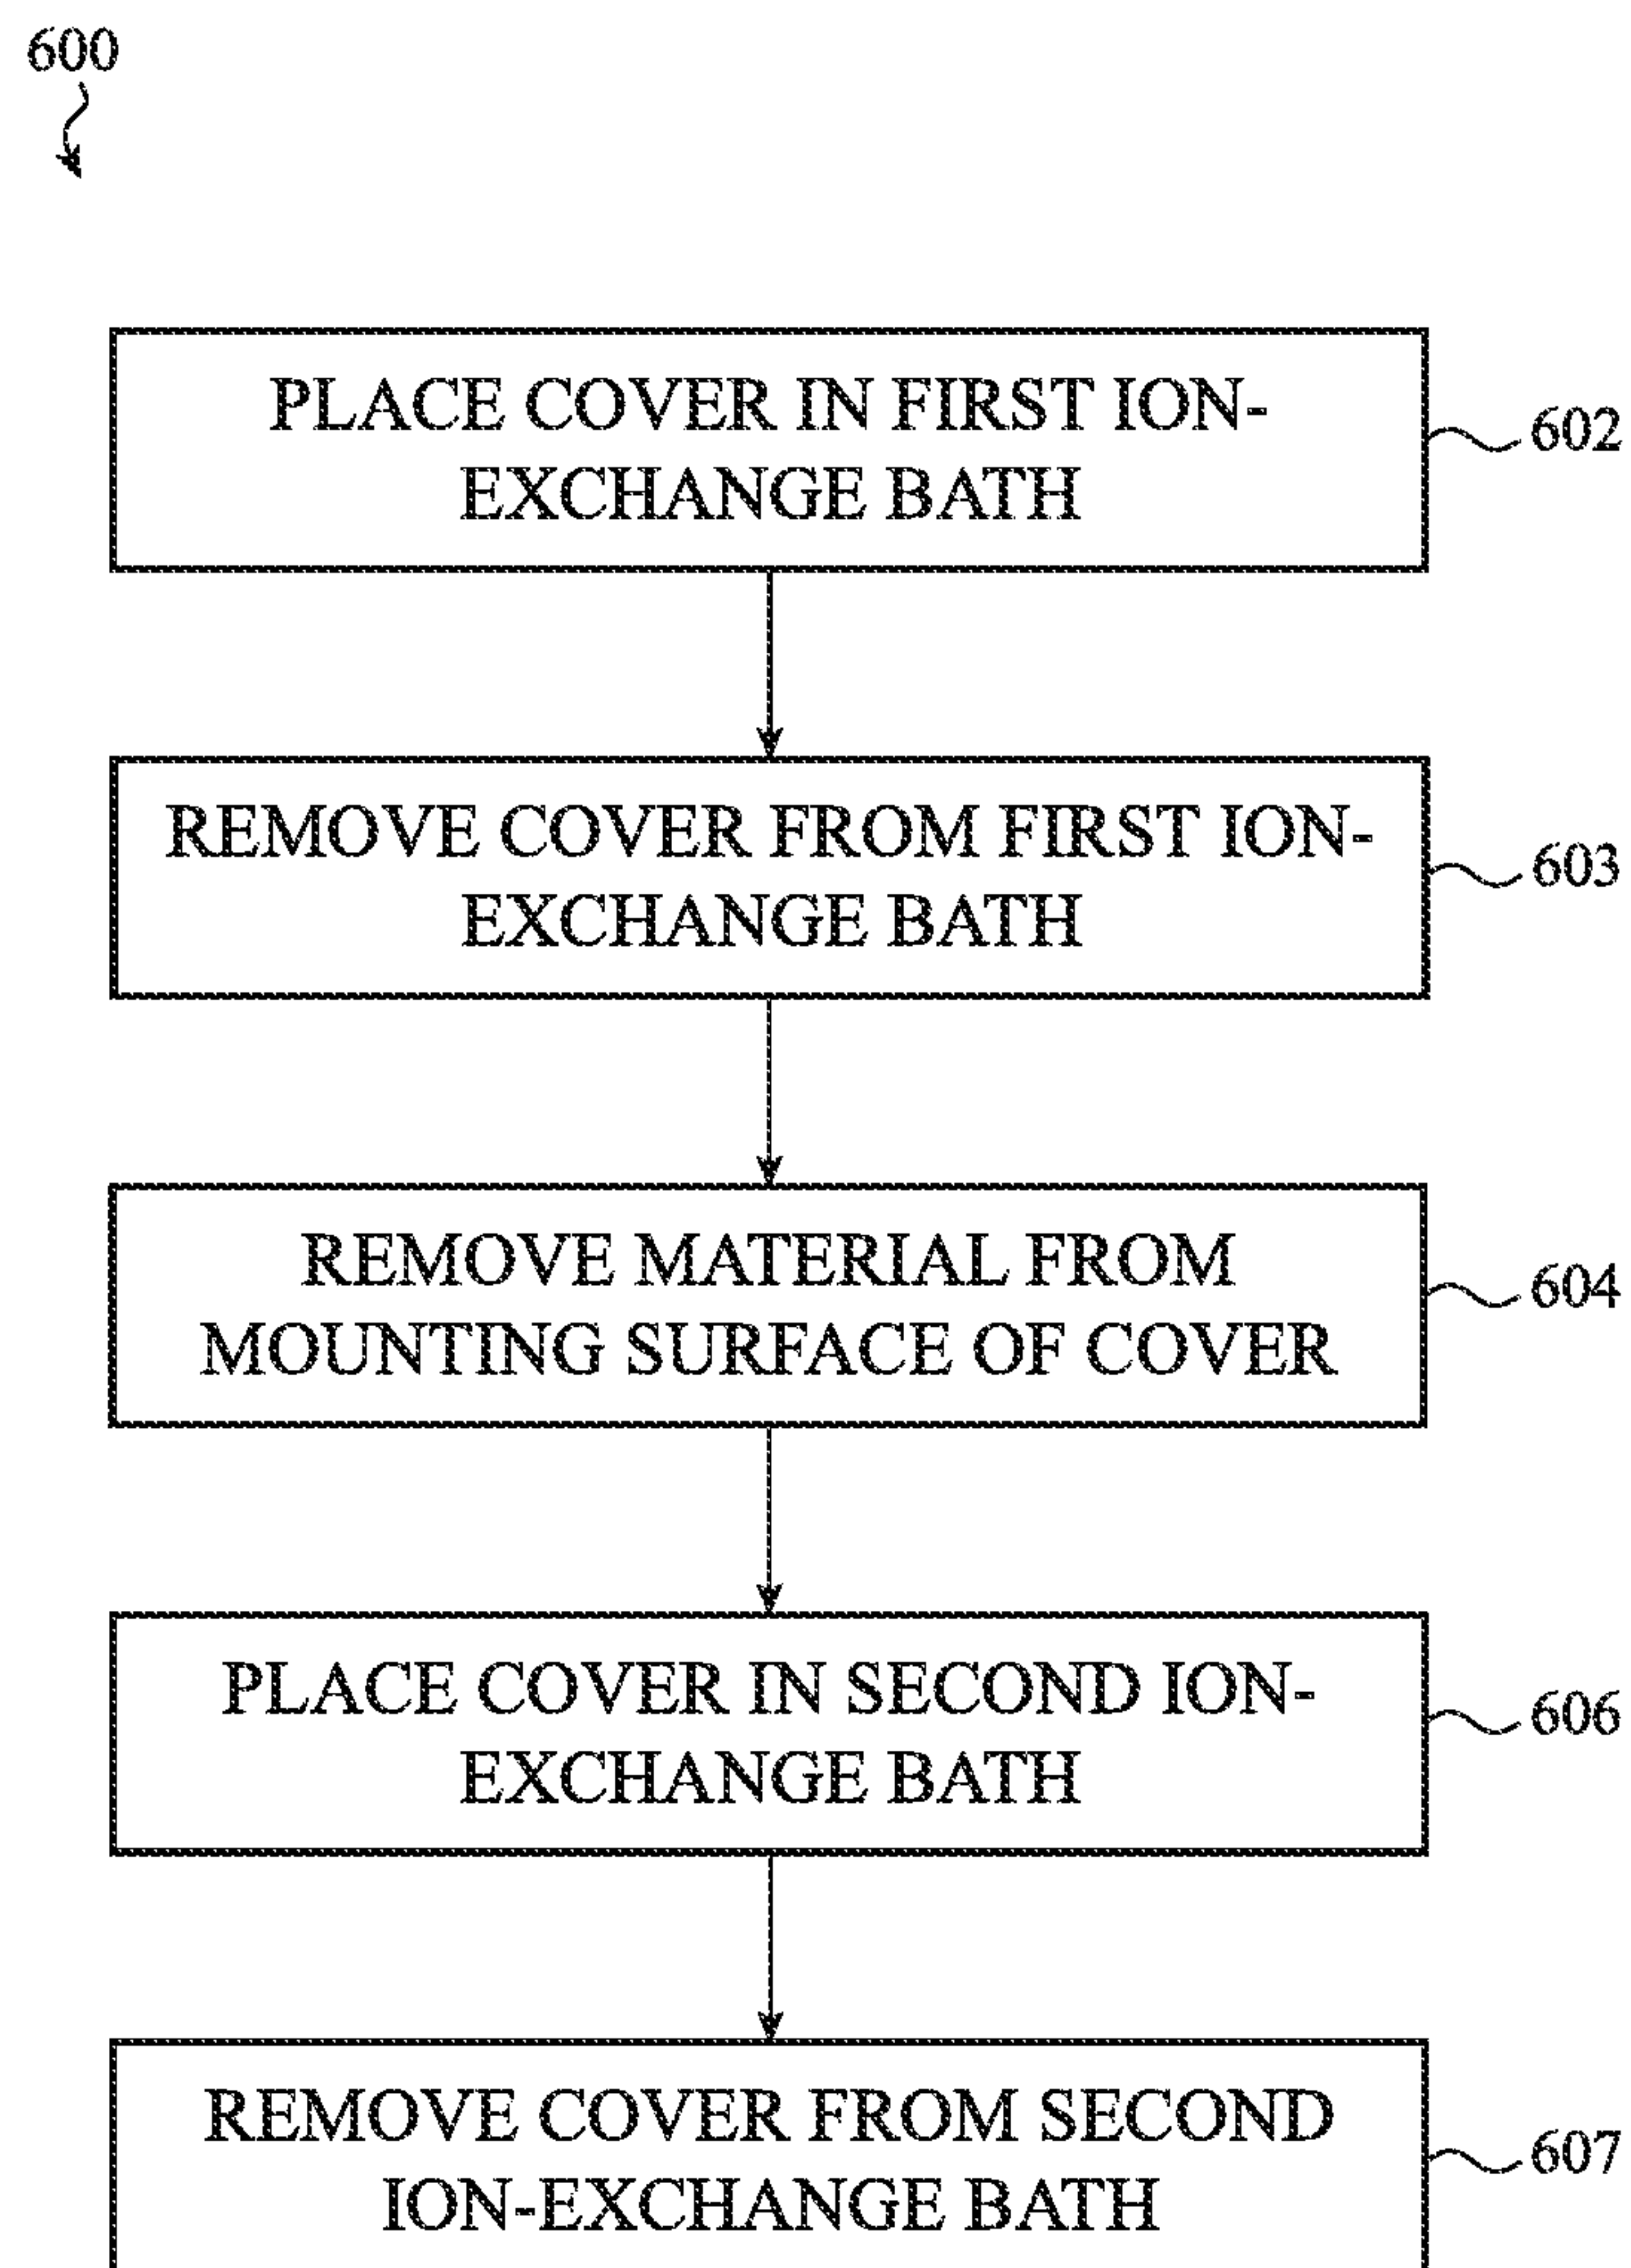 600
PLACE COVER IN FIRST ION-
EXCHANGE BATH
602
REMOVE COVER FROM FIRST ION-
EXCHANGE BATH
603
REMOVE MATERIAL FROM
MOUNTING SURFACE OF COVER
604
PLACE COVER IN SECOND ION-
EXCHANGE BATH
606
REMOVE COVER FROM SECOND
ION-EXCHANGE BATH
607